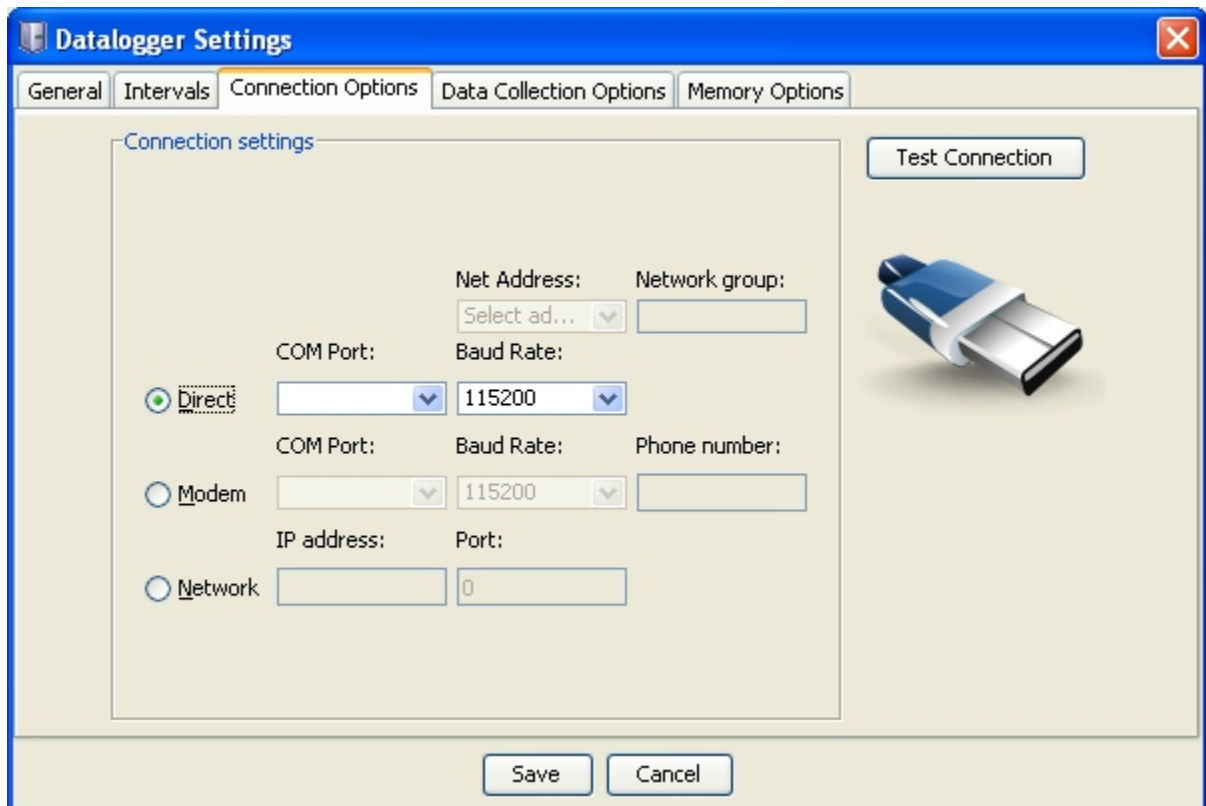 Datalogger Settings
General Intervals Connection Options Data Collection Options Memory Options
Connection settings
Test Connection
Net Address: Network group:
Select ad...
COM Port: Baud Rate:
Direct 115200
COM Port: Baud Rate: Phone number:
Modem 115200
IP address: Port:
Network 0
Save Cancel